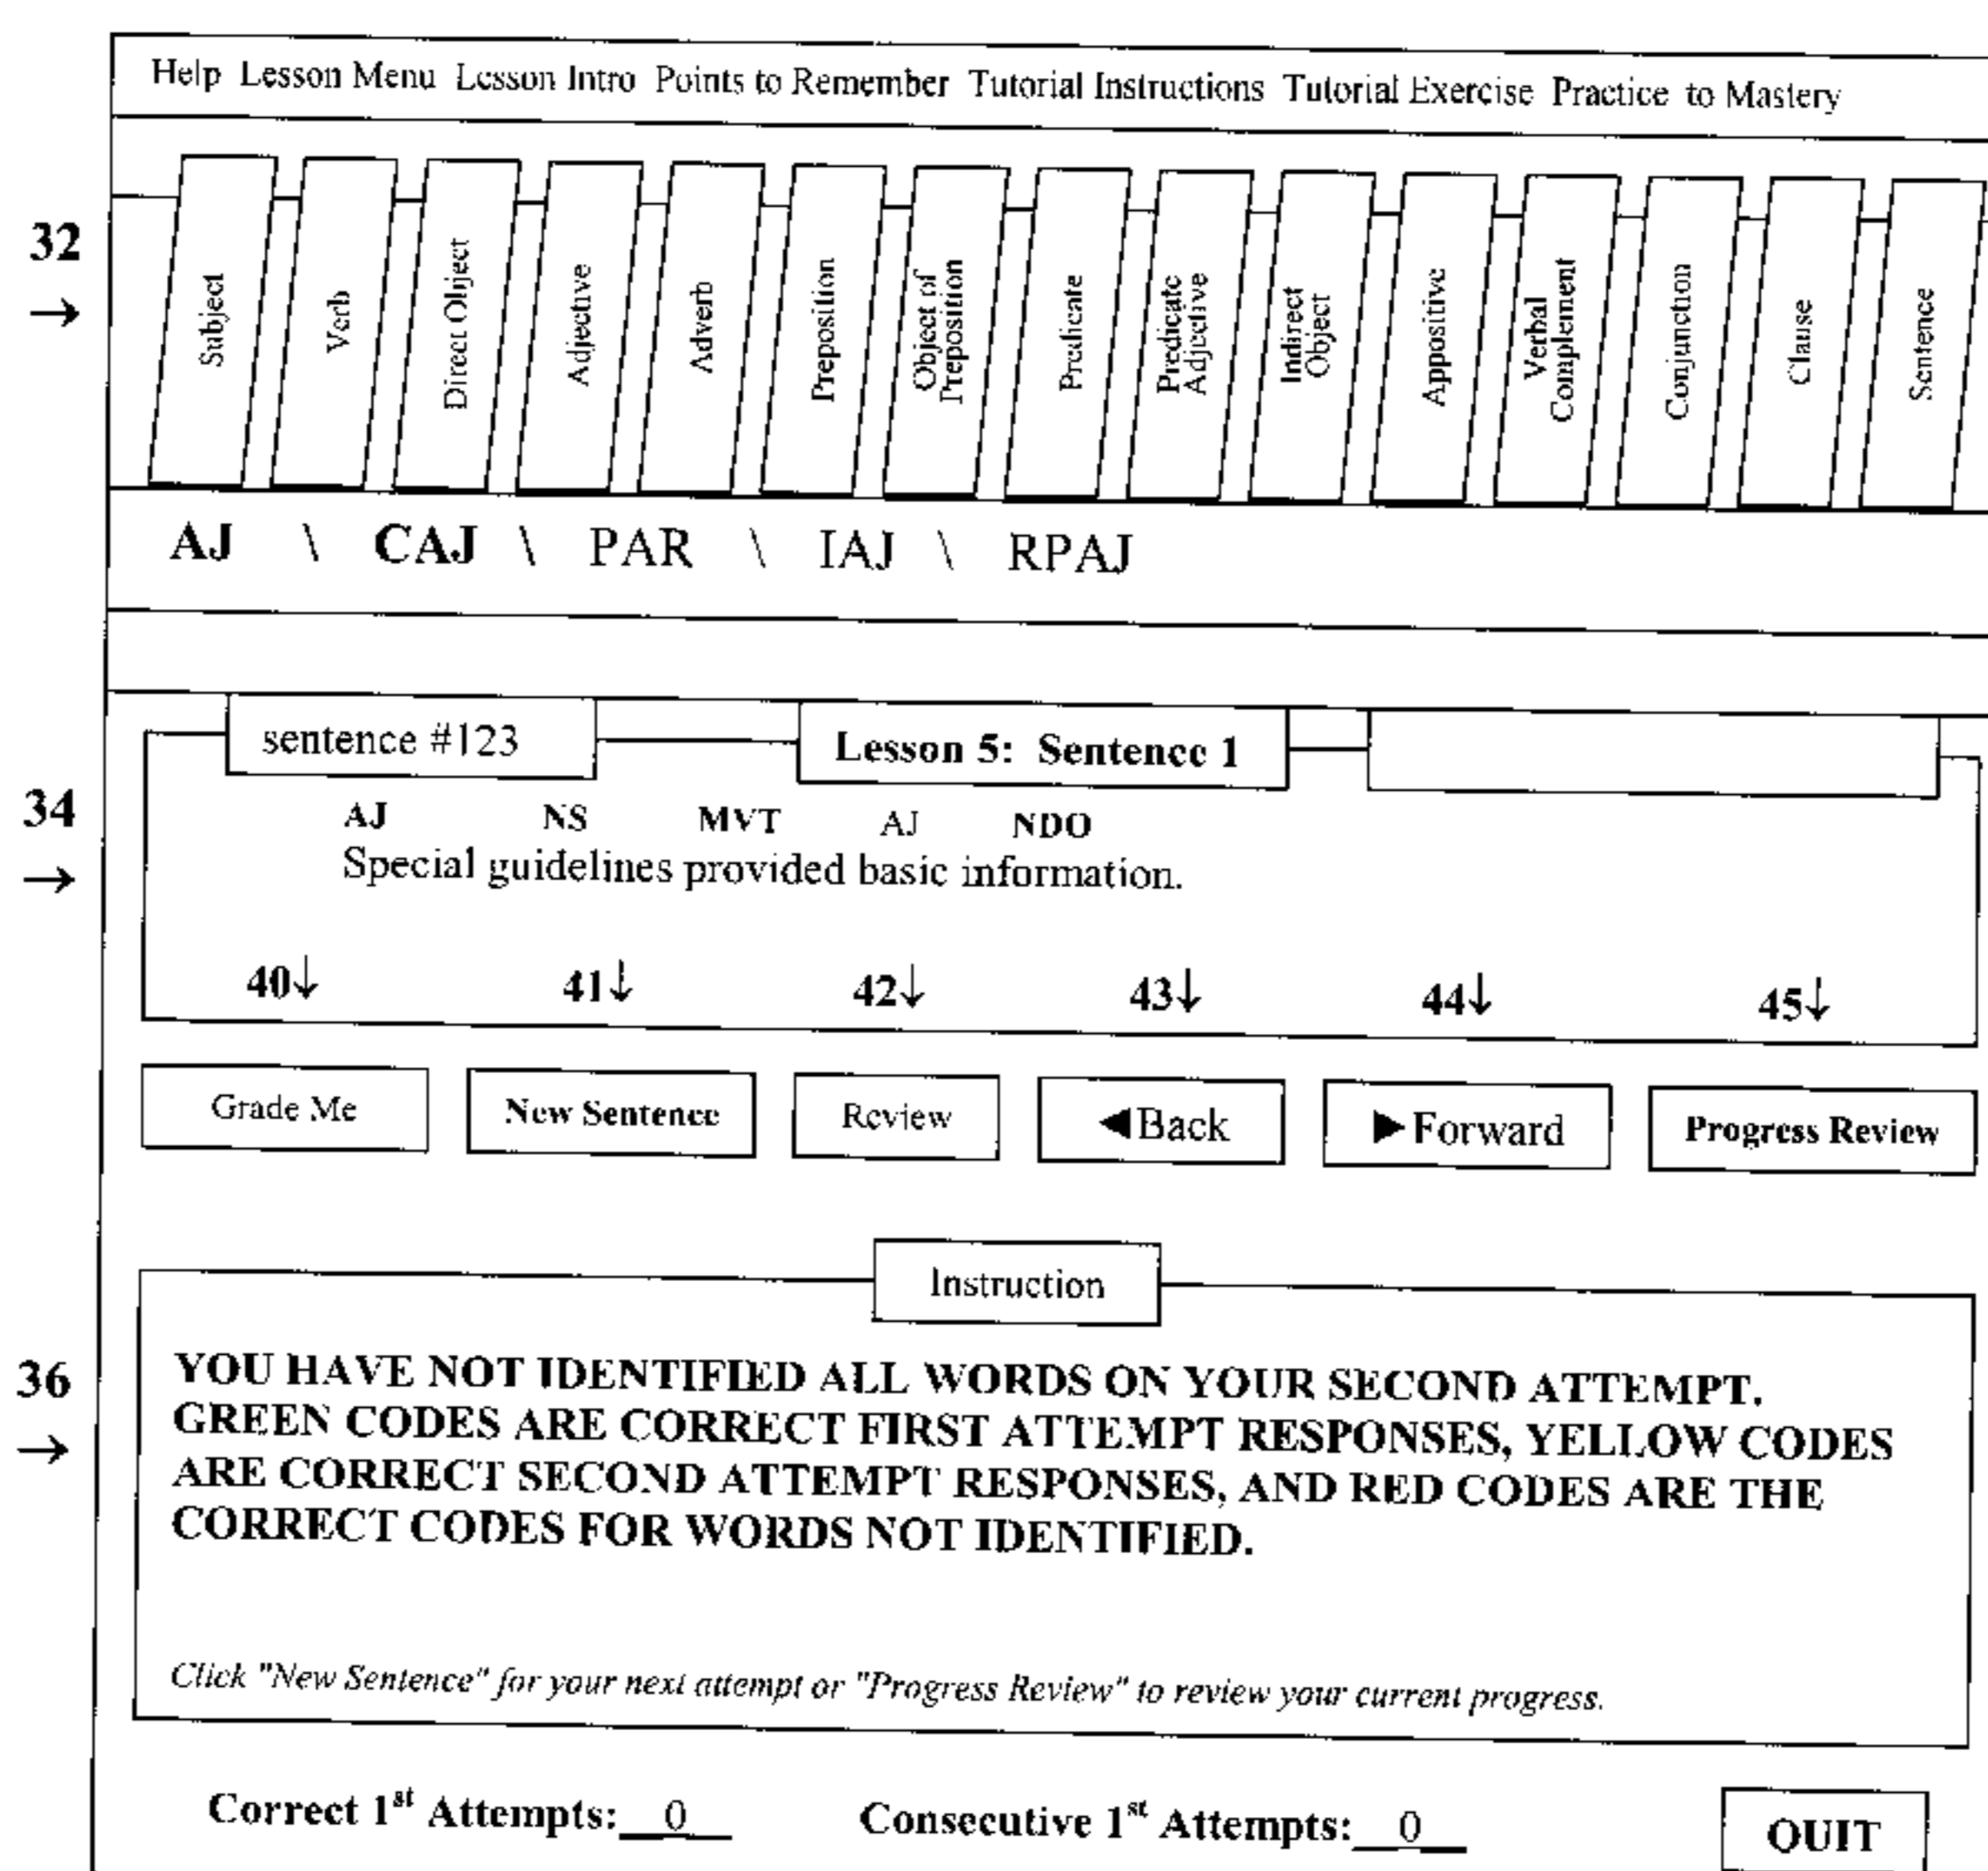 Help Lesson Menu Lesson Intro Points to Remember Tutorial Instructions Tutorial Exercise Practice to Mastery
32
→
Subject
Verb
Direct Object
Adjective
Adverb
Preposition
Object of
Preposition
Predicate
Predicate
Adjective
Indirect
Object
Appositive
Verbal
Complement
Conjunction
Clause
Sentence
AJ \ CAJ \ PAR \ IAJ \ RPAJ
sentence #123
Lesson 5: Sentence 1
34
→
AJ NS MVT AJ NDO
Special guidelines provided basic information.
40↓ 41↓ 42↓ 43↓ 44↓ 45↓
Grade Me New Sentence Review ◀Back ▶Forward Progress Review
Instruction
36
→
YOU HAVE NOT IDENTIFIED ALL WORDS ON YOUR SECOND ATTEMPT.
GREEN CODES ARE CORRECT FIRST ATTEMPT RESPONSES, YELLOW CODES
ARE CORRECT SECOND ATTEMPT RESPONSES, AND RED CODES ARE THE
CORRECT CODES FOR WORDS NOT IDENTIFIED.
Click "New Sentence" for your next attempt or "Progress Review" to review your current progress.
Correct 1st Attempts: 0 Consecutive 1st Attempts: 0 QUIT